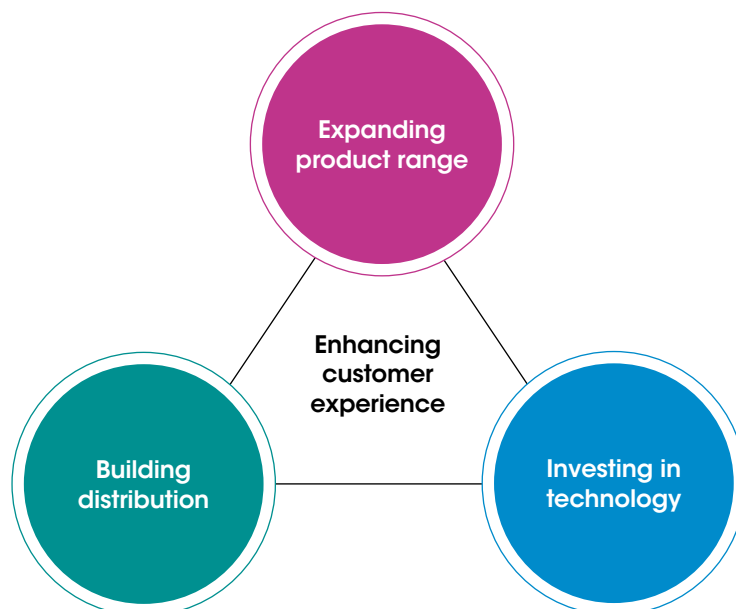 Expanding
product range
Enhancing
customer
experience
Building
distribution
Investing in
technology